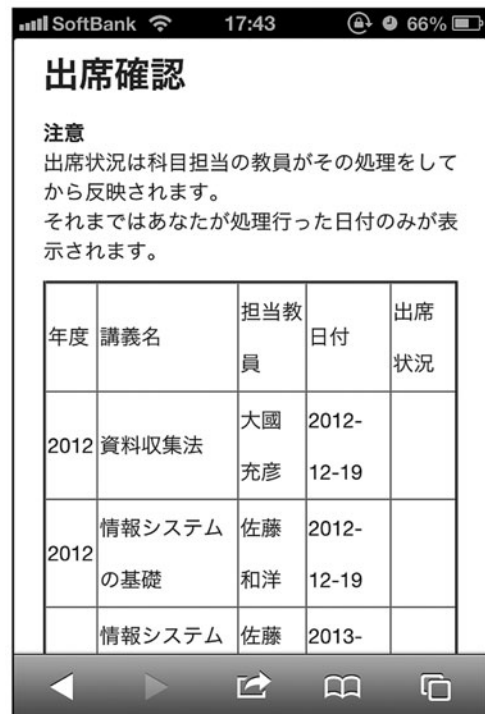 SoftBank 17:43 66%
出席確認
注意
出席状況は科目担当の教員がその処理をして
から反映されます。
それまではあなたが処理行った日付のみが表
示されます。
年度 講義名 担当教員 日付 出席状況
2012 資料収集法 大國充彦 2012-12-19
2012 情報システムの基礎 佐藤和洋 2012-12-19
情報システム 佐藤 2013-